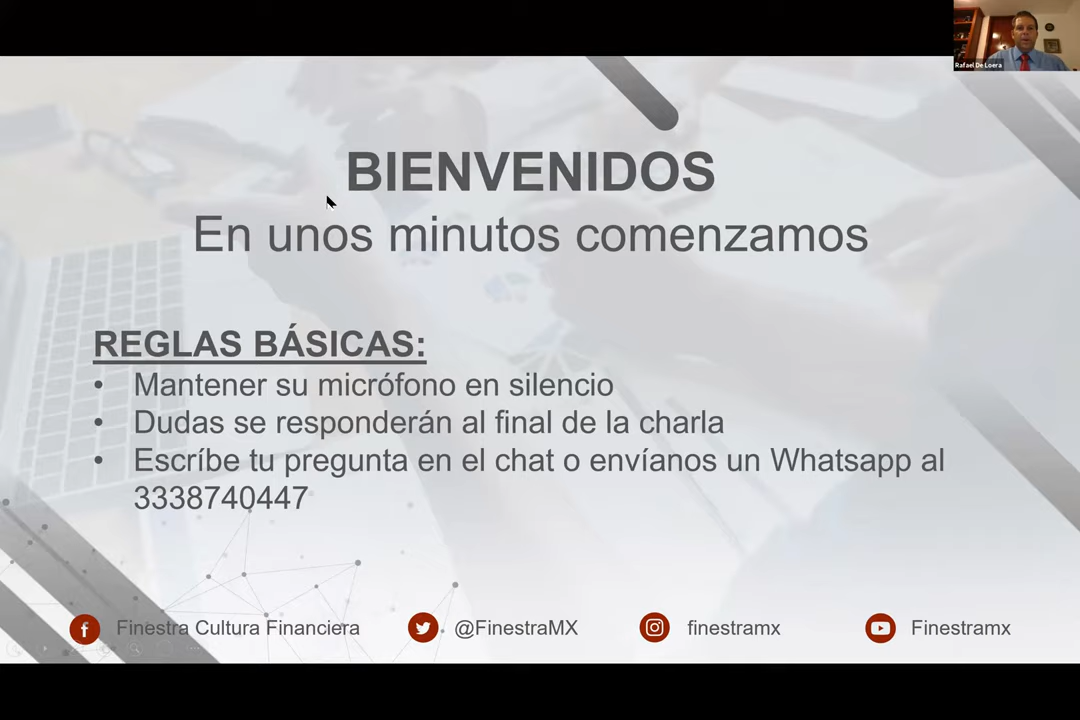 Rafael De Loera
BIENVENIDOS
En unos minutos comenzamos
REGLAS BÁSICAS:
• Mantener su micrófono en silencio
• Dudas se responderán al final de la charla
• Escríbe tu pregunta en el chat o envíanos un Whatsapp al
3338740447
Finestra Cultura Financiera @FinestraMX finestramx Finestramx